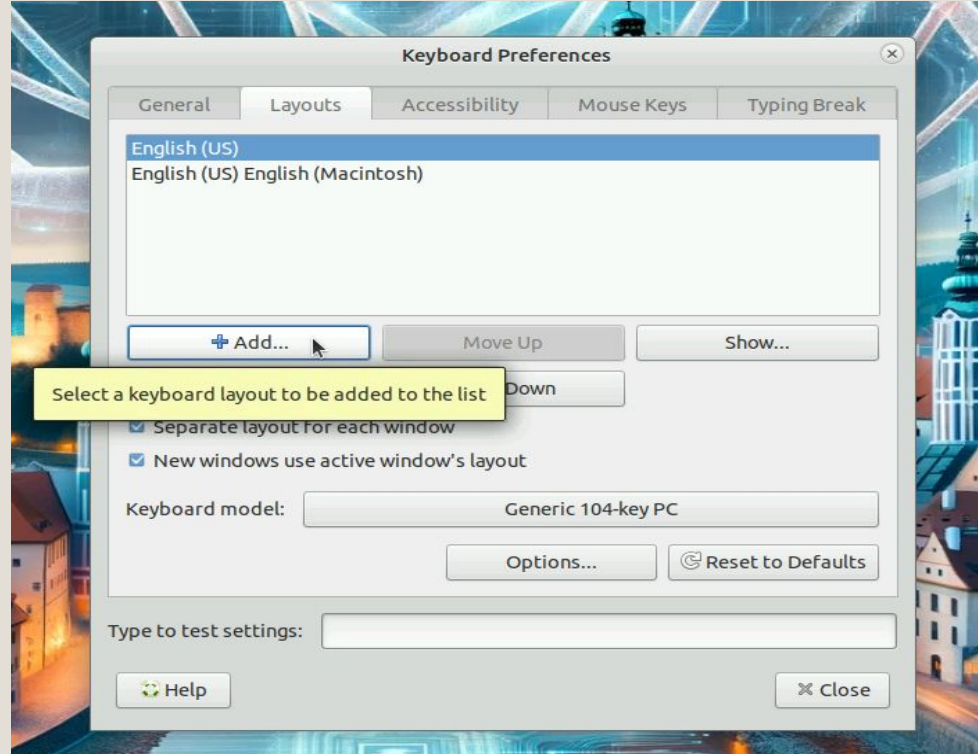 Keyboard Preferences
General Layouts Accessibility Mouse Keys Typing Break
English (US)
English (US) English (Macintosh)
Add... Move Up Show...
Select a keyboard layout to be added to the list
Down
Separate layout for each window
New windows use active window's layout
Keyboard model: Generic 104-key PC
Options... Reset to Defaults
Type to test settings:
Help Close